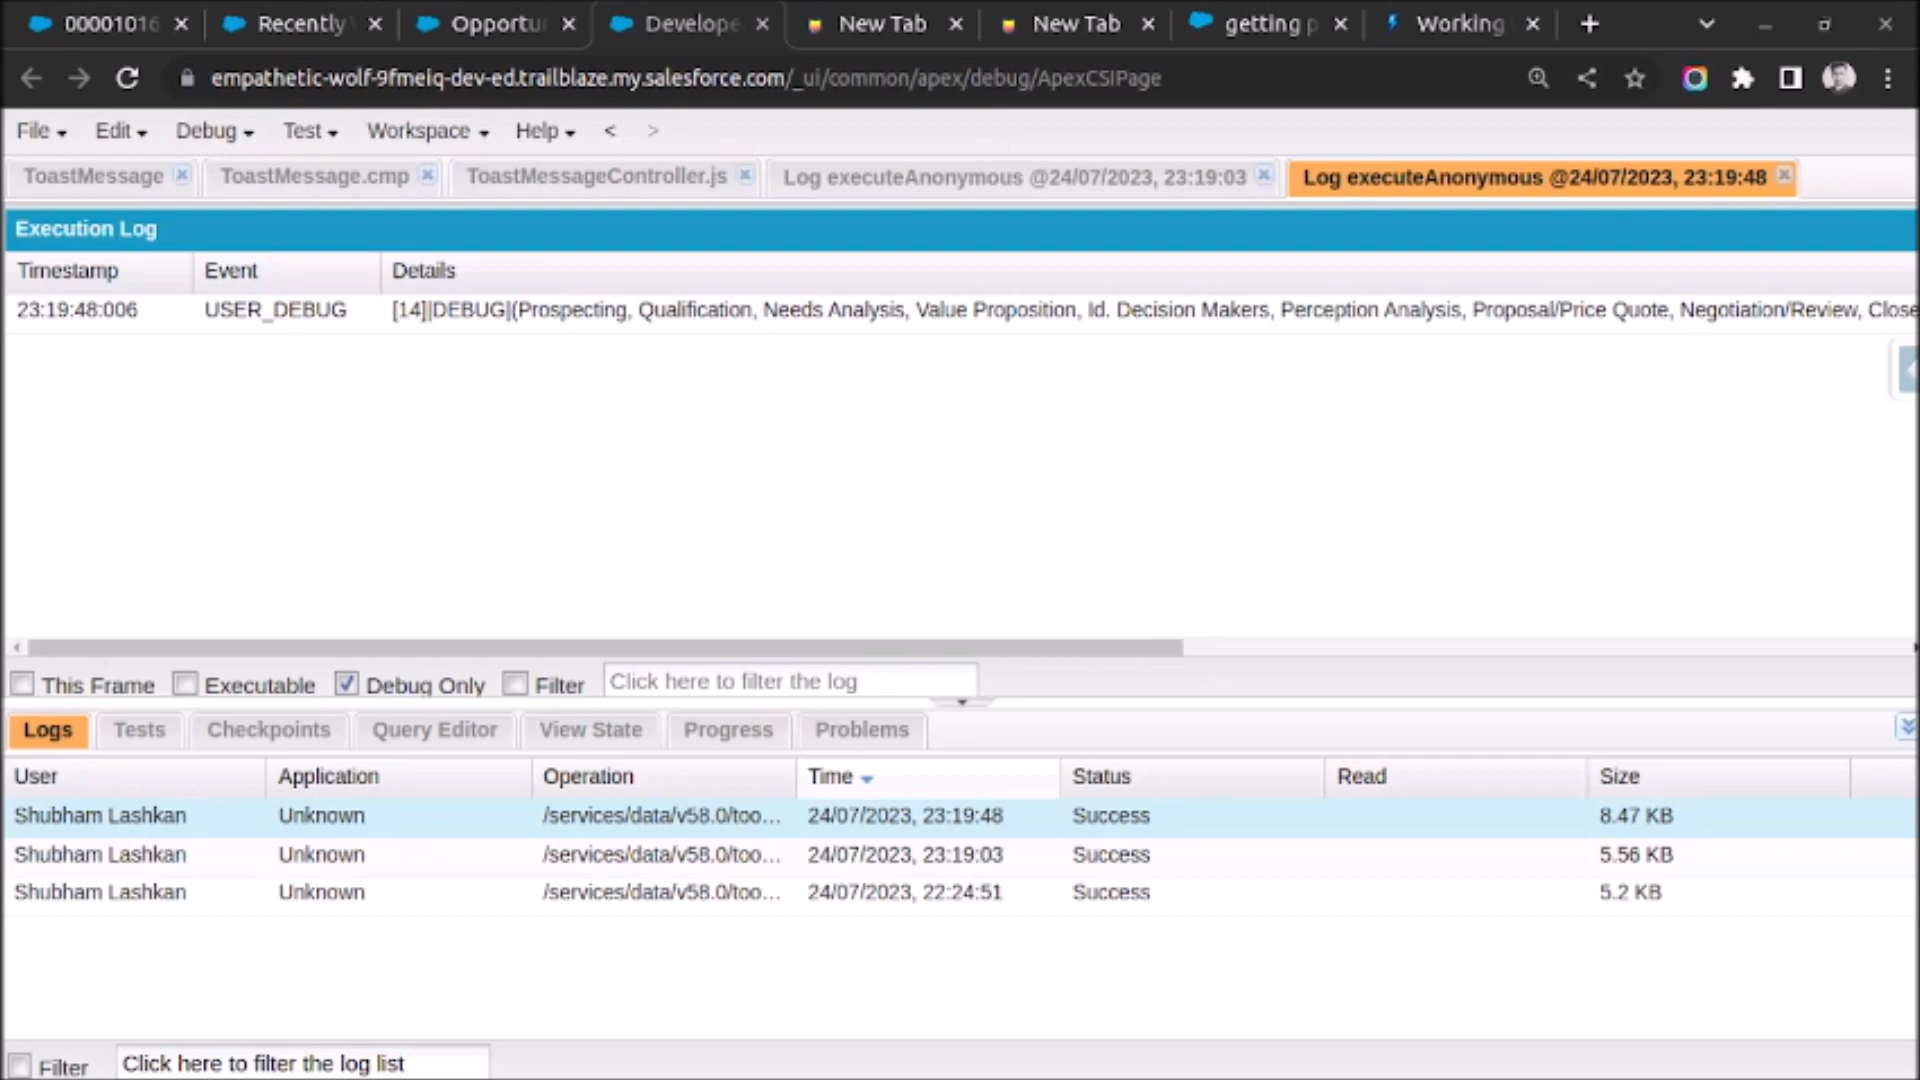 00001016 Recently Opportu Develope New Tab New Tab getting p Working
empathetic-wolf-9fmeiq-dev-ed.trailblaze.my.salesforce.com/_ui/common/apex/debug/ApexCSIPage
File Edit Debug Test Workspace Help < >
ToastMessage ToastMessage.cmp ToastMessageController.js Log executeAnonymous @24/07/2023, 23:19:03 Log executeAnonymous @24/07/2023, 23:19:48
Execution Log
Timestamp Event Details
23:19:48:006 USER_DEBUG [14]|DEBUG|(Prospecting, Qualification, Needs Analysis, Value Proposition, Id. Decision Makers, Perception Analysis, Proposal/Price Quote, Negotiation/Review, Close
This Frame Executable Debug Only Filter Click here to filter the log
Logs Tests Checkpoints Query Editor View State Progress Problems
User Application Operation Time Status Read Size
Shubham Lashkan Unknown /services/data/v58.0/too... 24/07/2023, 23:19:48 Success 8.47 KB
Shubham Lashkan Unknown /services/data/v58.0/too... 24/07/2023, 23:19:03 Success 5.56 KB
Shubham Lashkan Unknown /services/data/v58.0/too... 24/07/2023, 22:24:51 Success 5.2 KB
Filter Click here to filter the log list